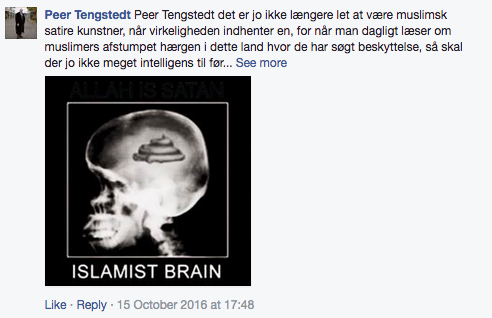 Peer Tengstedt Peer Tengstedt det er jo ikke længere let at være muslimsk
satire kunstner, når virkeligheden indhenter en, for når man dagligt læser om
muslimers afstumpet hærgen i dette land hvor de har søgt beskyttelse, så skal
der jo ikke meget intelligens til før... See more
ALLAH iS SATAN
ISLAMIST BRAIN
Like · Reply · 15 October 2016 at 17:48